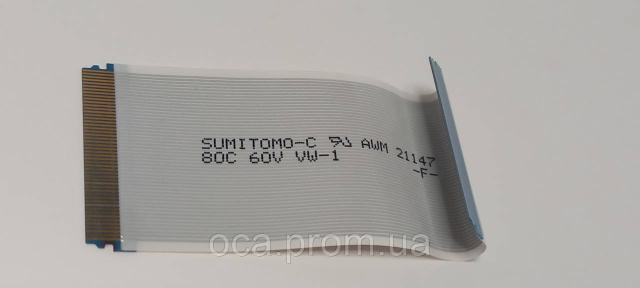 SUMITOMO-C AWM 21147
80C 60V VW-1 -F-
oca.prom.ua